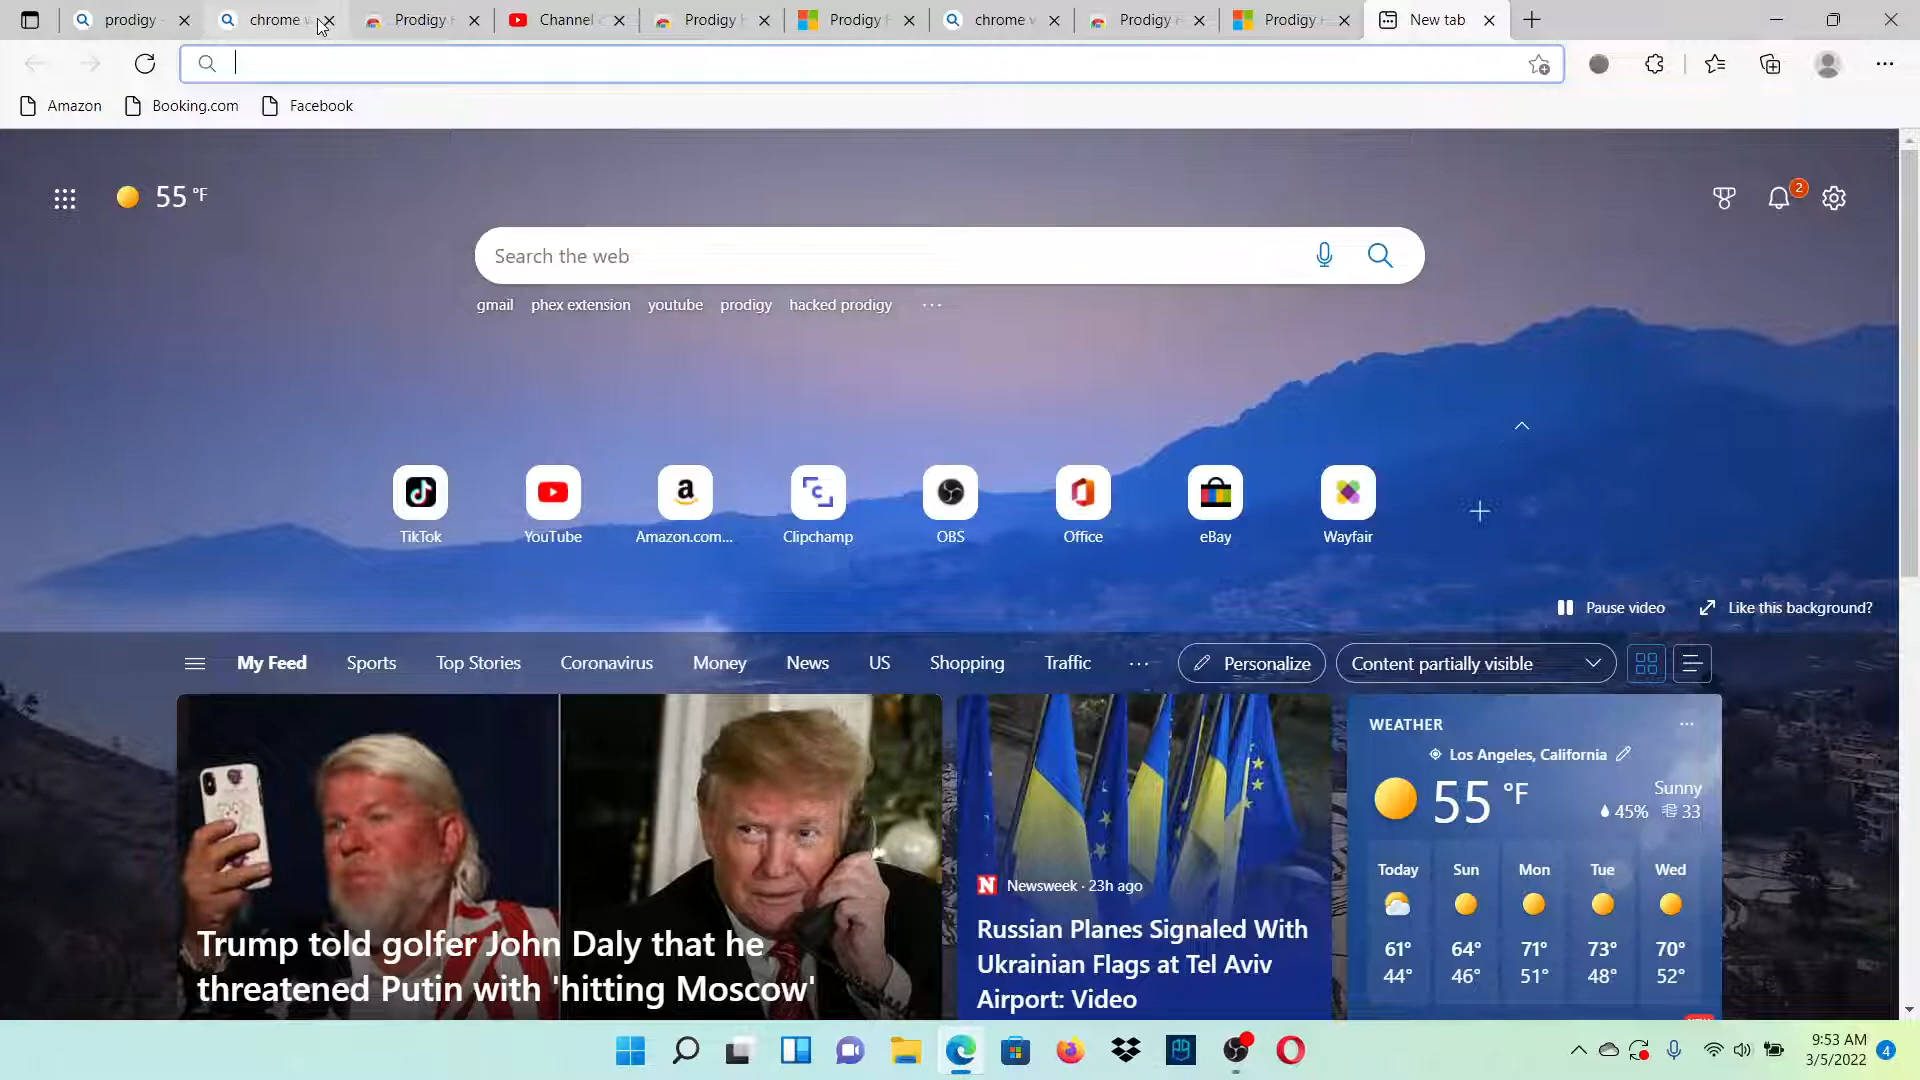 prodigy
chrome
Prodigy
Channel
Prodigy
Prodigy
chrome
Prodigy
Prodigy
New tab
Amazon
Booking.com
Facebook
55 °F
2
Search the web
gmail
phex extension
youtube
prodigy
hacked prodigy
TikTok
YouTube
Amazon.com...
Clipchamp
OBS
Office
eBay
Wayfair
Pause video
Like this background?
My Feed
Sports
Top Stories
Coronavirus
Money
News
US
Shopping
Traffic
Personalize
Content partially visible
Trump told golfer John Daly that he
threatened Putin with 'hitting Moscow'
Newsweek · 23h ago
Russian Planes Signaled With
Ukrainian Flags at Tel Aviv
Airport: Video
WEATHER
Los Angeles, California
55 °F
Sunny
45% 33
Today Sun Mon Tue Wed
61° 64° 71° 73° 70°
44° 46° 51° 48° 52°
9:53 AM
3/5/2022
4